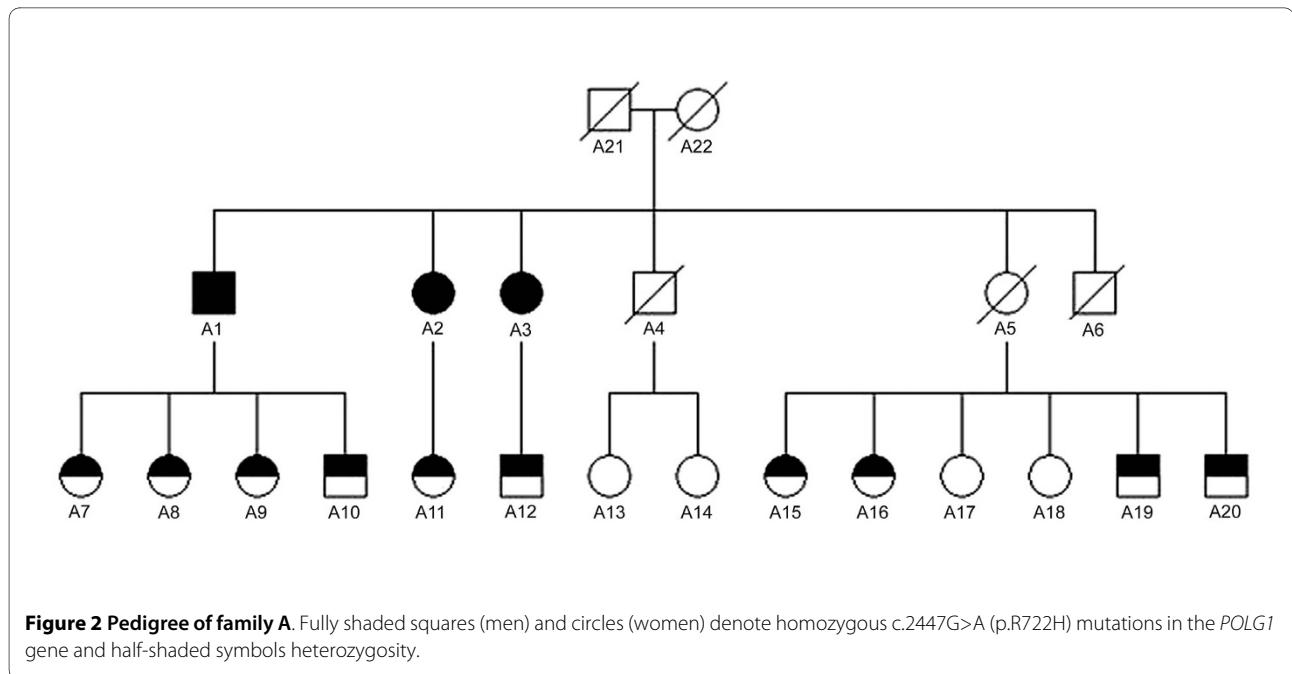 A21 A22
A1 A2 A3 A4 A5 A6
A7 A8 A9 A10 A11 A12 A13 A14 A15 A16 A17 A18 A19 A20
Figure 2 Pedigree of family A. Fully shaded squares (men) and circles (women) denote homozygous c.2447G>A (p.R722H) mutations in the POLG1
gene and half-shaded symbols heterozygosity.